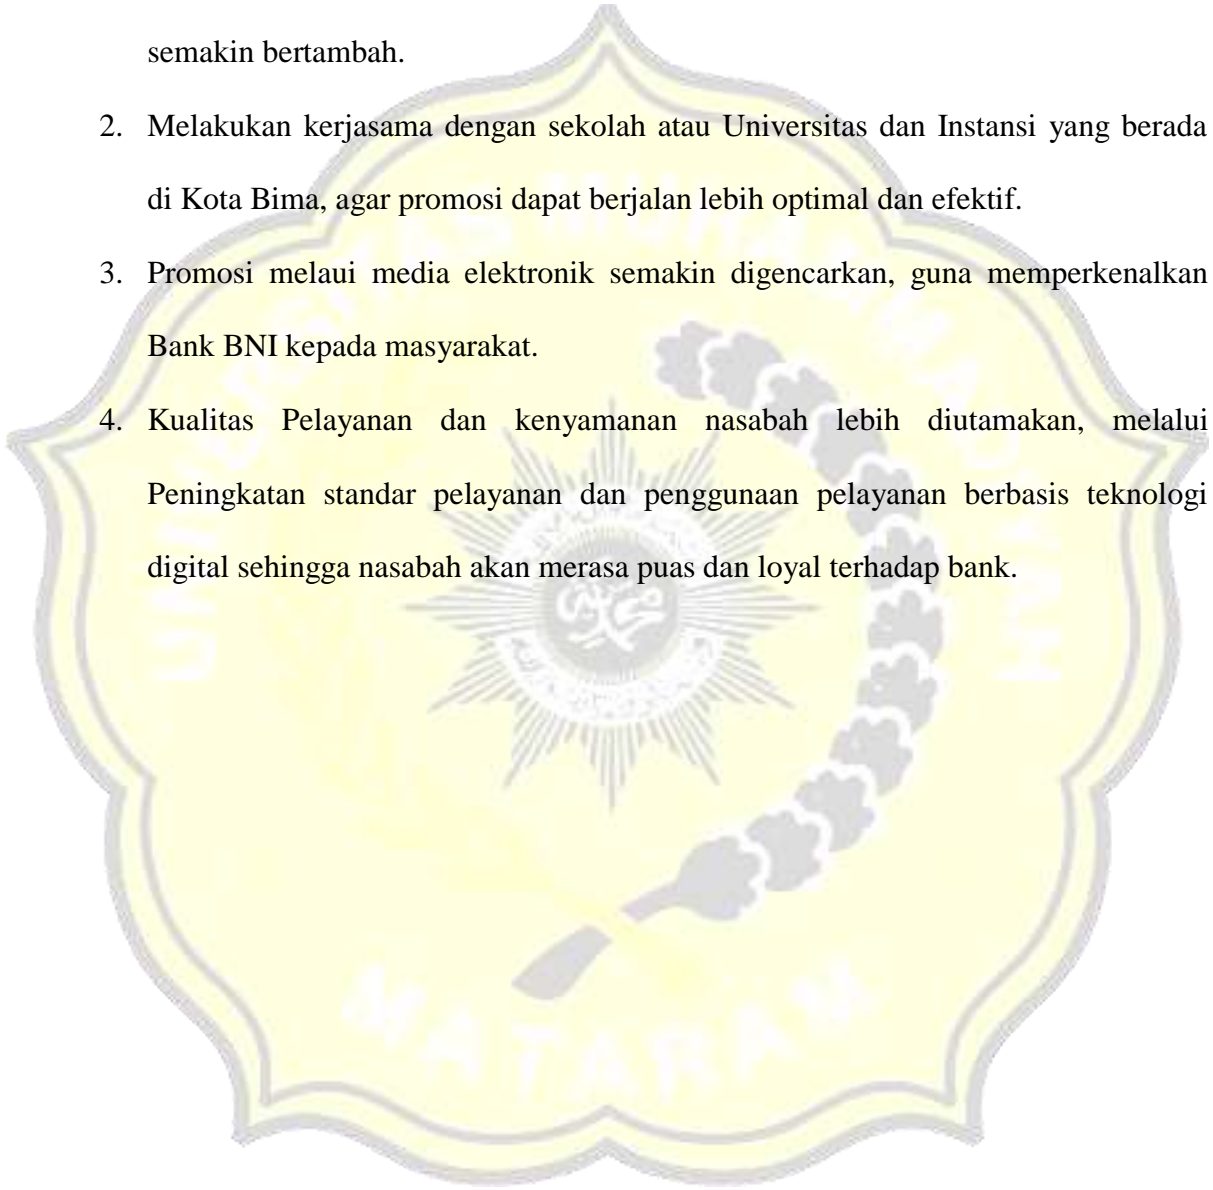 semakin bertambah.
2. Melakukan kerjasama dengan sekolah atau Universitas dan Instansi yang berada
di Kota Bima, agar promosi dapat berjalan lebih optimal dan efektif.
3. Promosi melaui media elektronik semakin digencarkan, guna memperkenalkan
Bank BNI kepada masyarakat.
4. Kualitas Pelayanan dan kenyamanan nasabah lebih diutamakan, melalui
Peningkatan standar pelayanan dan penggunaan pelayanan berbasis teknologi
digital sehingga nasabah akan merasa puas dan loyal terhadap bank.
UNIVERSITAS MUHAMMADIYAH
MATARAM